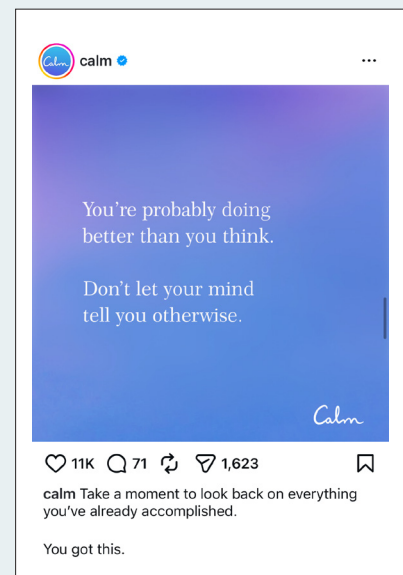 Calm
calm
You’re probably doing
better than you think.
Don’t let your mind
tell you otherwise.
Calm
11K 71 1,623
calm Take a moment to look back on everything
you’ve already accomplished.
You got this.